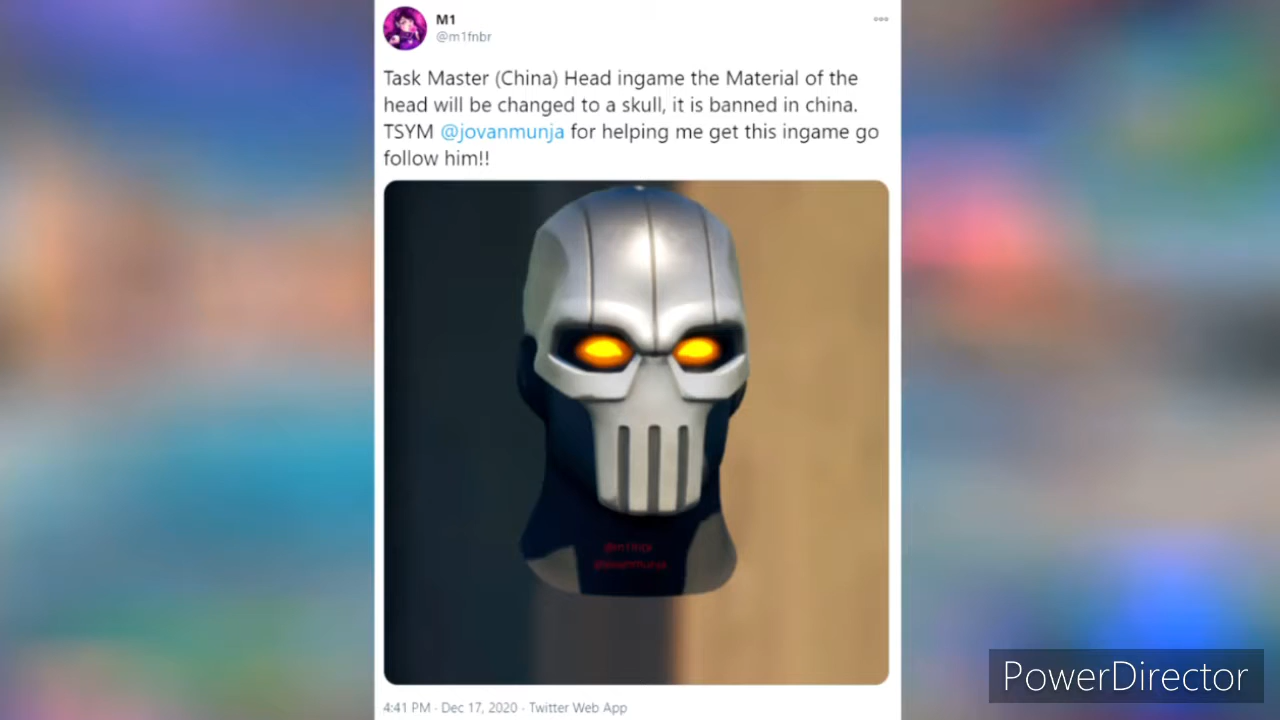 M1
@m1fnbr
Task Master (China) Head ingame the Material of the
head will be changed to a skull, it is banned in china.
TSYM @jovanmunja for helping me get this ingame go
follow him!!
4:41 PM · Dec 17, 2020 · Twitter Web App
PowerDirector